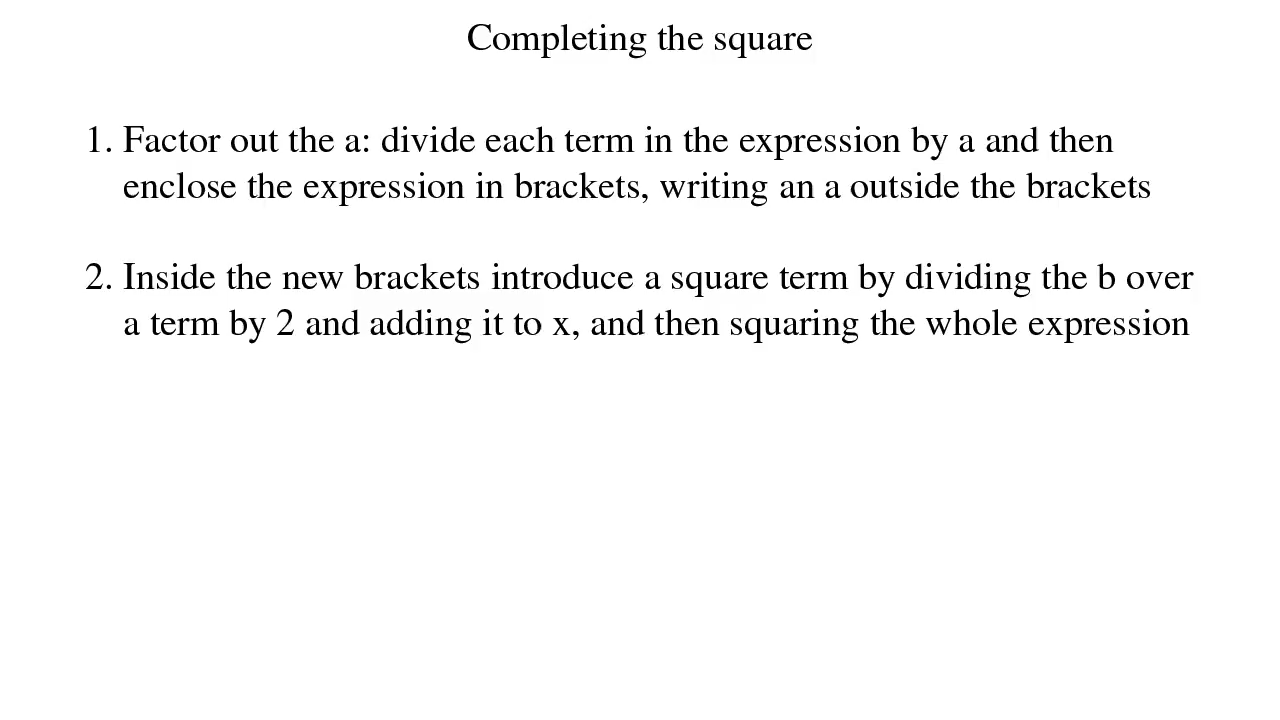 Completing the square
1. Factor out the a: divide each term in the expression by a and then
enclose the expression in brackets, writing an a outside the brackets
2. Inside the new brackets introduce a square term by dividing the b over
a term by 2 and adding it to x, and then squaring the whole expression